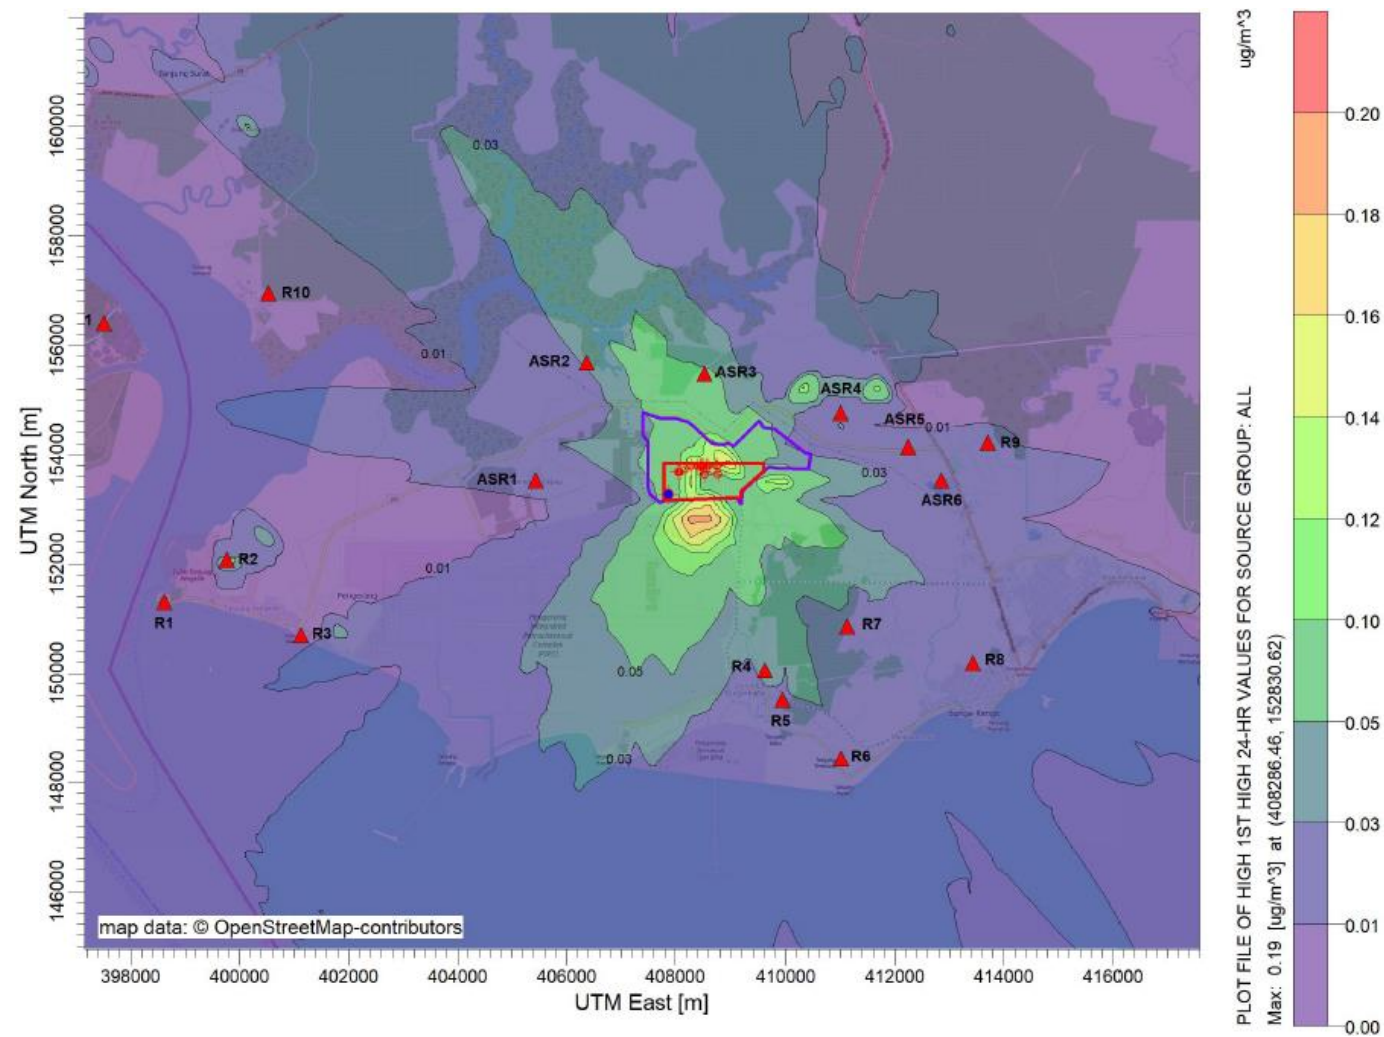 ug/m^3
160000
158000
156000
154000
152000
150000
148000
146000
UTM North [m]
Tanjung Surat
0.03
R10
1
0.01
ASR2
ASR3
ASR4
ASR5
0.01
R9
0.03
ASR1
ASR6
R2
0.01
Pengerang
R1
R3
R7
R4
R8
0.05
R5
R6
0.03
map data: © OpenStreetMap-contributors
398000
400000
402000
404000
406000
408000
410000
412000
414000
416000
UTM East [m]
PLOT FILE OF HIGH 1ST HIGH 24-HR VALUES FOR SOURCE GROUP: ALL
Max: 0.19 [ug/m^3] at (408286.46, 152830.62)
0.20
0.18
0.16
0.14
0.12
0.10
0.05
0.03
0.01
0.00